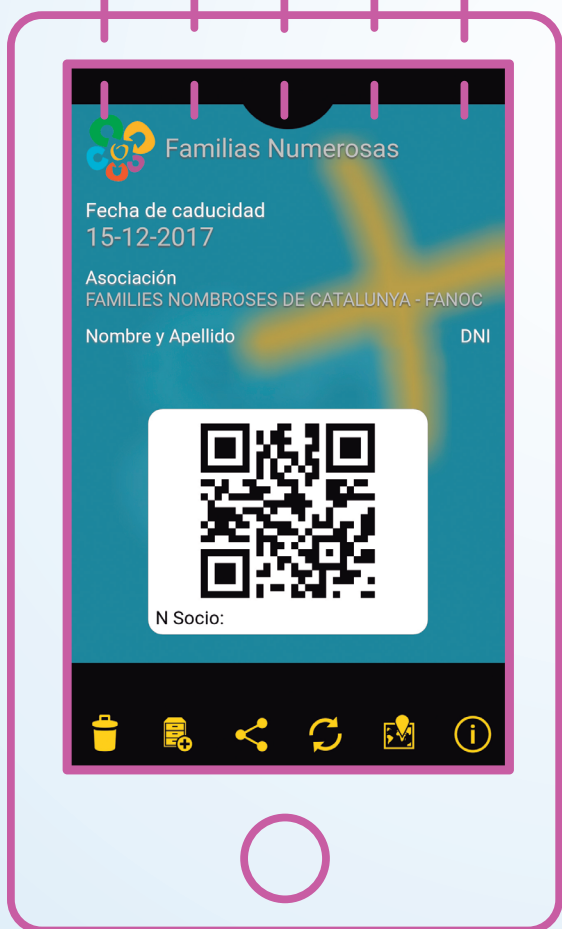 Familias Numerosas
Fecha de caducidad
15-12-2017
Asociación
FAMILIES NOMBROSES DE CATALUNYA - FANOC
Nombre y Apellido DNI
N Socio: